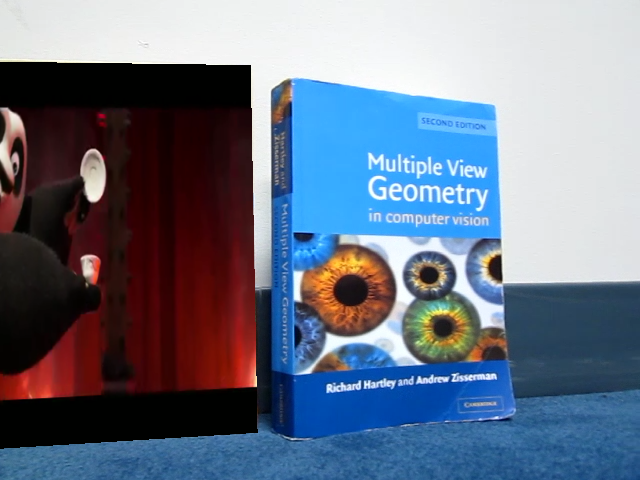 SECOND EDITION
Multiple View
Geometry
in computer vision
Richard Hartley and Andrew Zisserman
CAMBRIDGE
Hartley and
Zisserman
Multiple View Geometry